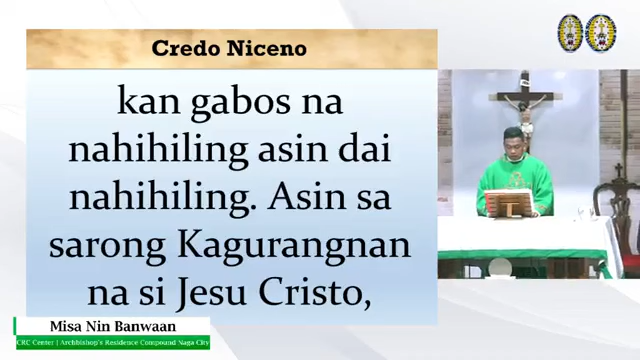 Credo Niceno
kan gabos na
nahihiling asin dai
nahihiling. Asin sa
sarong Kagurangnan
na si Jesu Cristo,
Misa Nin Banwaan
CRC Center | Archbishop's Residence Compound Naga City